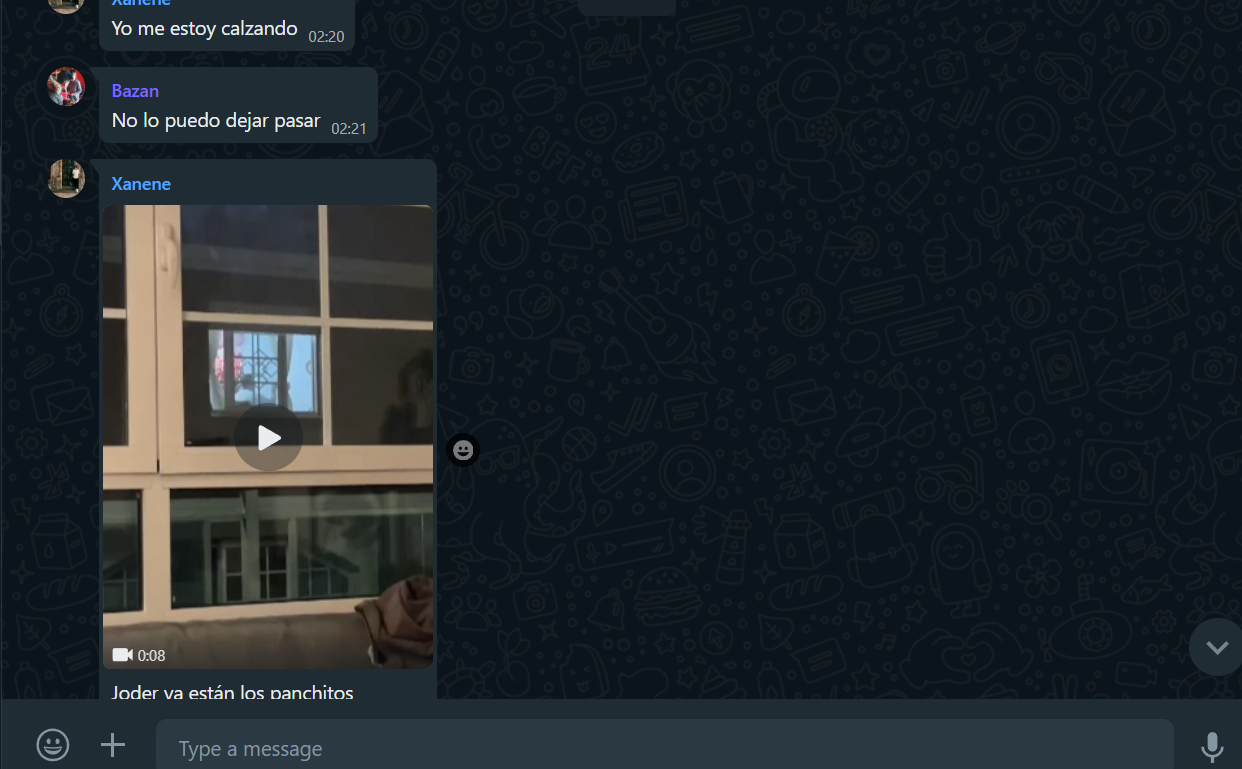 Xanene
Yo me estoy calzando 02:20
Bazan
No lo puedo dejar pasar 02:21
Xanene
0:08
Joder ya están los panchitos
Type a message